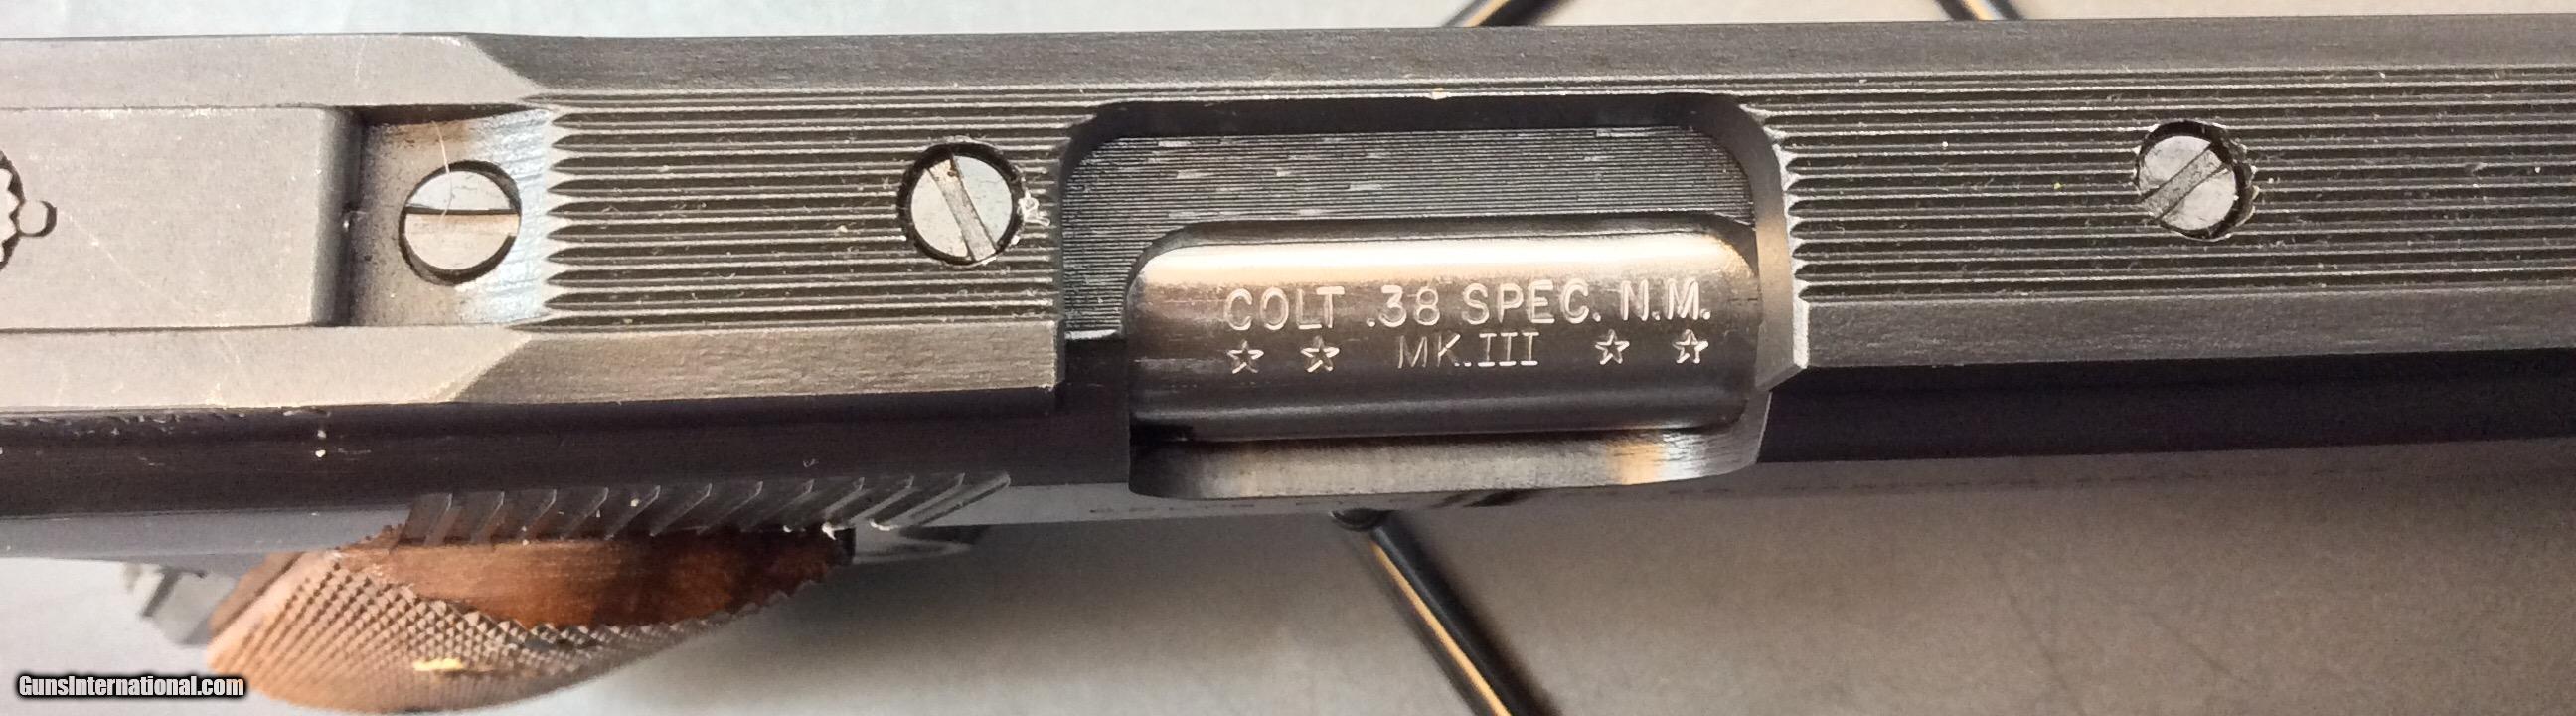 COLT .38 SPEC. N.M.
☆ ☆ MK.III ☆ ☆
GunsInternational.com